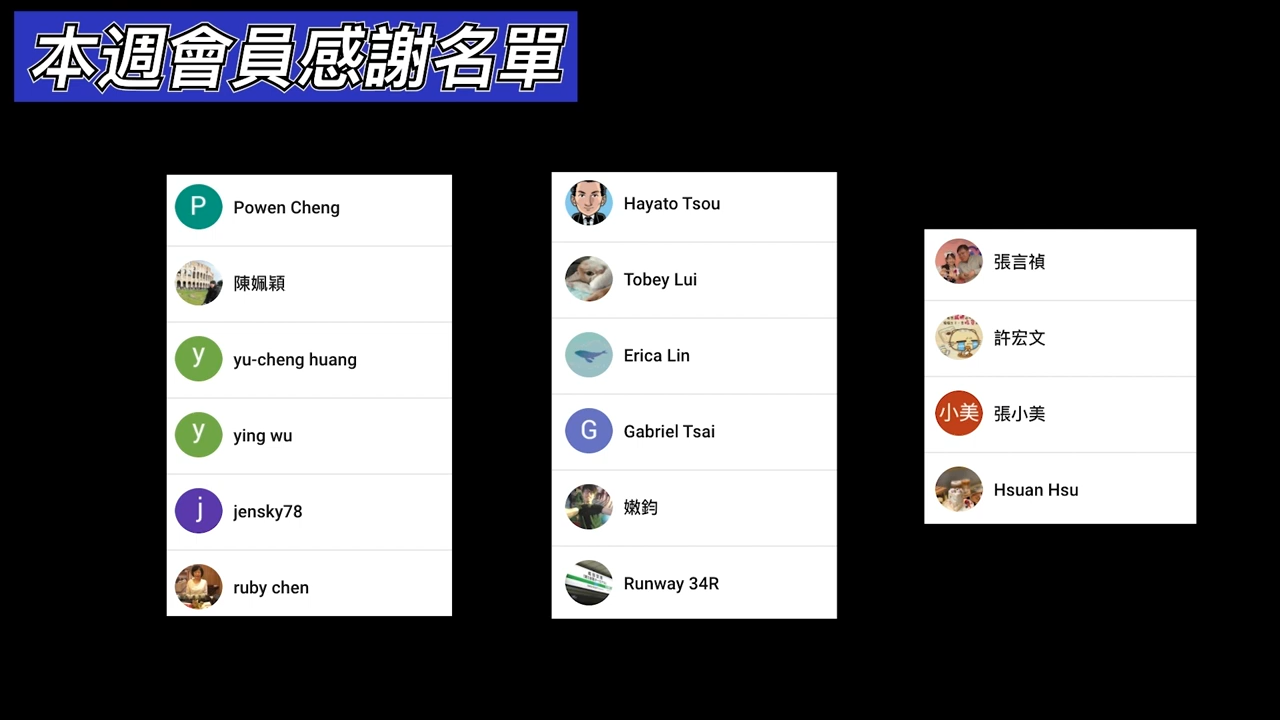 本週會員感謝名單
P Powen Cheng
陳姵穎
y yu-cheng huang
y ying wu
j jensky78
ruby chen
Hayato Tsou
Tobey Lui
Erica Lin
G Gabriel Tsai
嫩鈞
Runway 34R
張言禎
許宏文
小美 張小美
Hsuan Hsu